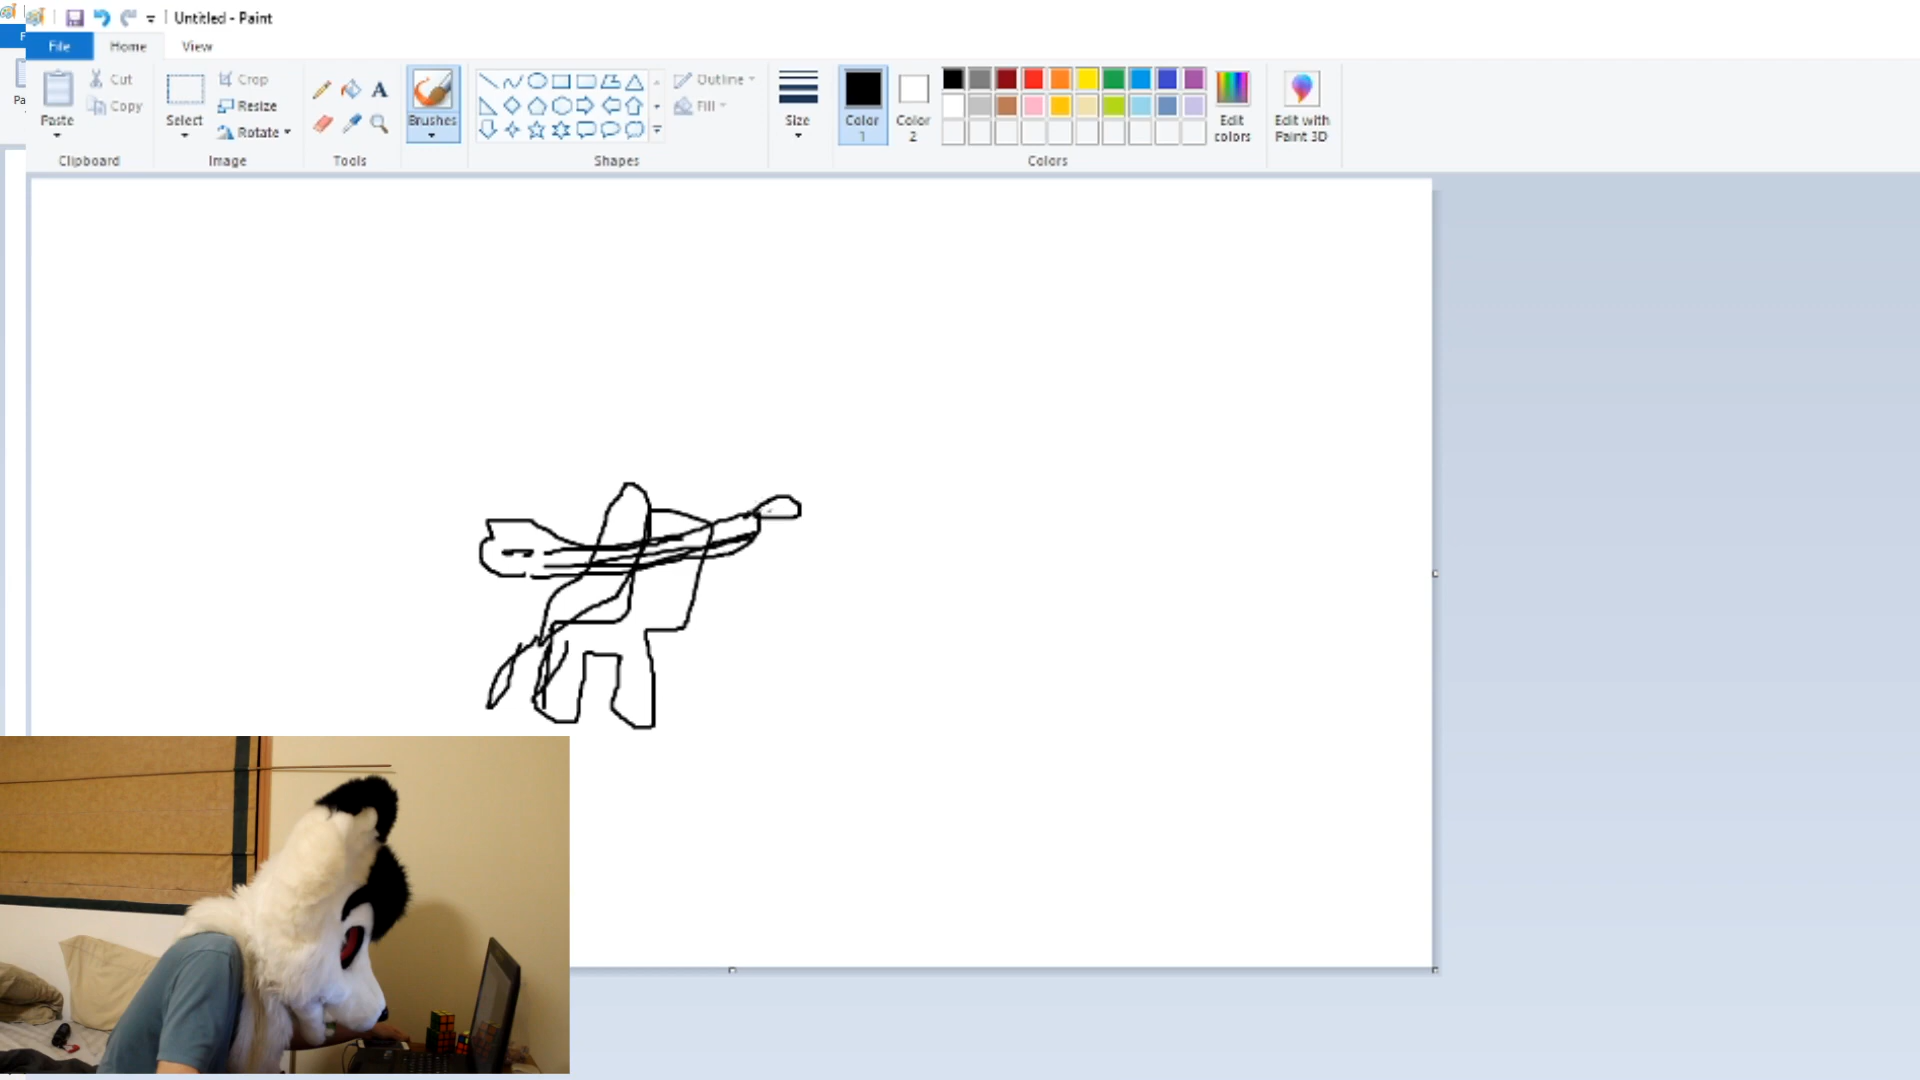 Untitled - Paint
File
Home
View
Pa
Paste
Cut
Copy
Clipboard
Select
Crop
Resize
Rotate
Image
Tools
Brushes
Shapes
Outline
Fill
Size
Color 1
Color 2
Edit colors
Colors
Edit with Paint 3D